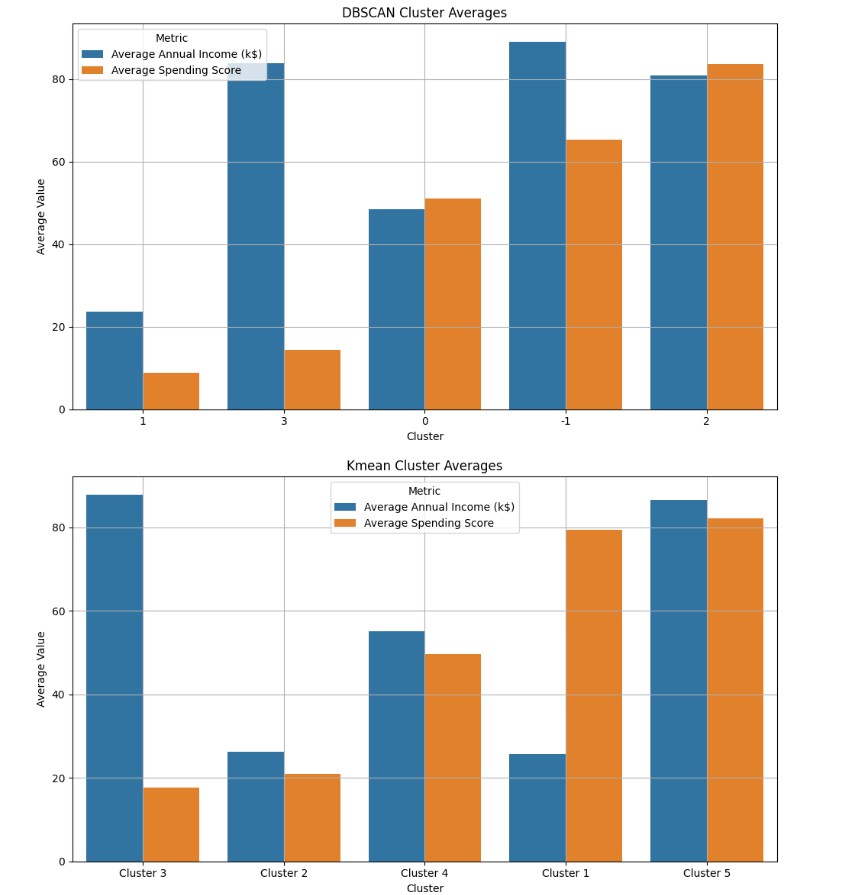 DBSCAN Cluster Averages
Metric
Average Annual Income (k$)
Average Spending Score
80
60
40
20
0
Average Value
1 3 0 -1 2
Cluster
Kmean Cluster Averages
Metric
Average Annual Income (k$)
Average Spending Score
80
60
40
20
0
Average Value
Cluster 3 Cluster 2 Cluster 4 Cluster 1 Cluster 5
Cluster